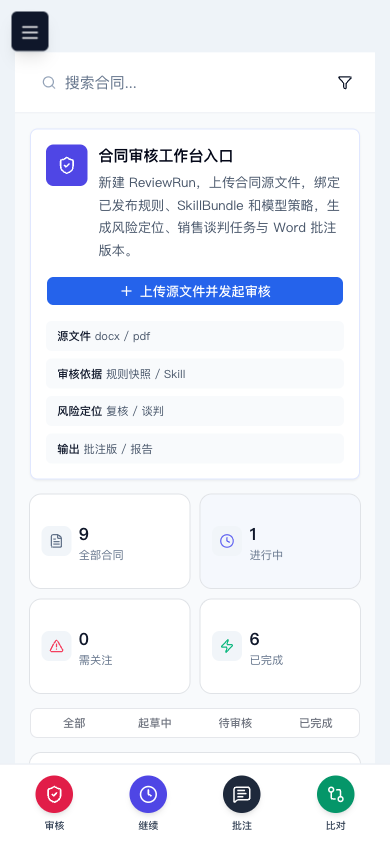 搜索合同...
合同审核工作台入口
新建 ReviewRun，上传合同源文件，绑定
已发布规则、SkillBundle 和模型策略，生
成风险定位、销售谈判任务与 Word 批注
版本。
上传源文件并发起审核
源文件 docx / pdf
审核依据 规则快照 / Skill
风险定位 复核 / 谈判
输出 批注版 / 报告
9
全部合同
1
进行中
0
需关注
6
已完成
全部 起草中 待审核 已完成
审核 继续 批注 比对